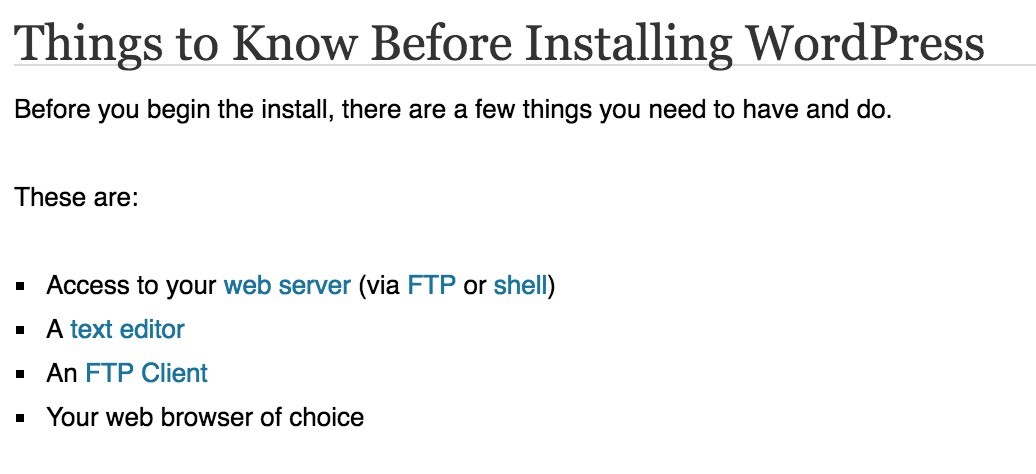 Things to Know Before Installing WordPress
Before you begin the install, there are a few things you need to have and do.
These are:
▪ Access to your web server (via FTP or shell)
▪ A text editor
▪ An FTP Client
▪ Your web browser of choice